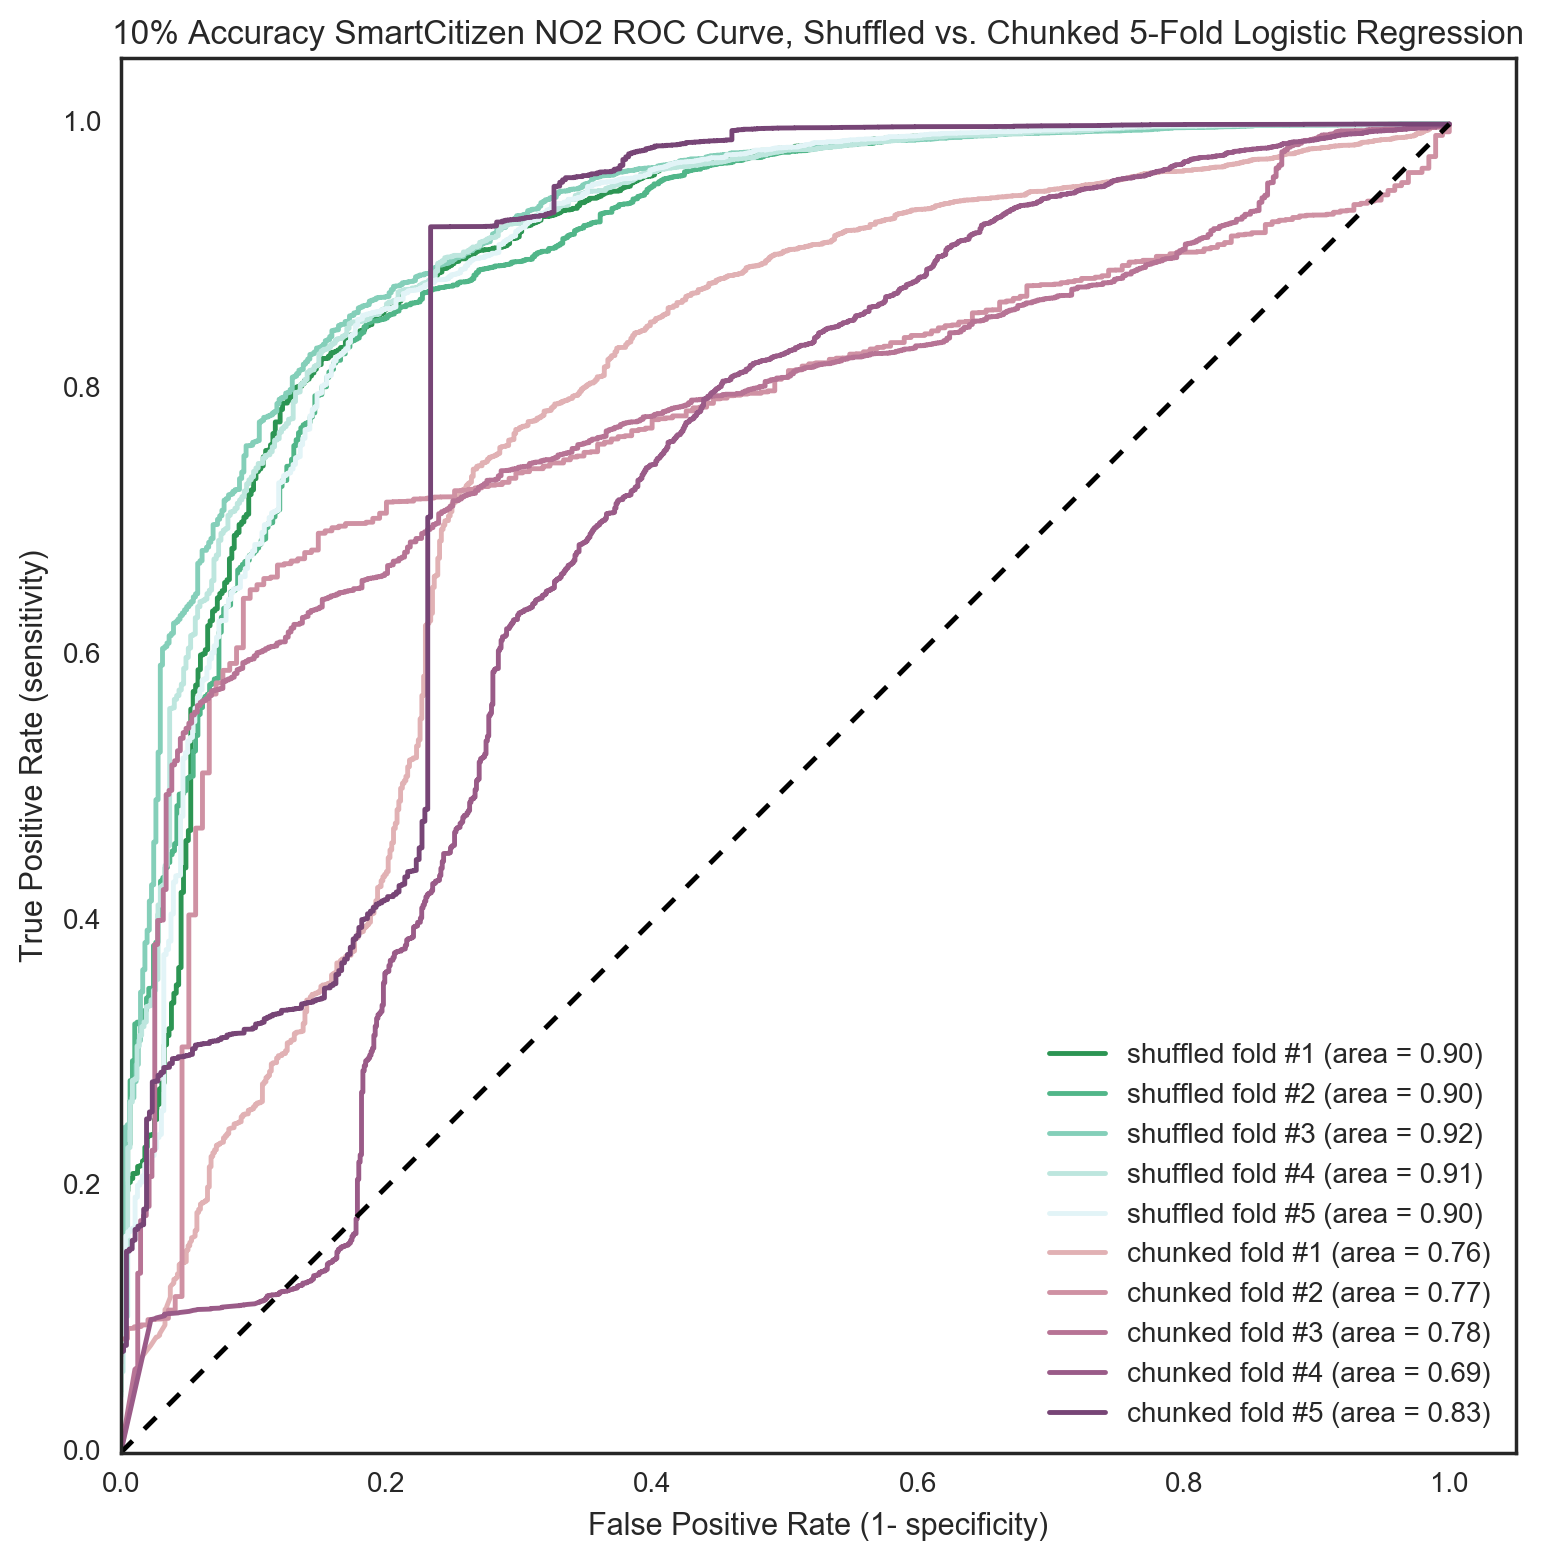 10% Accuracy SmartCitizen NO2 ROC Curve, Shuffled vs. Chunked 5-Fold Logistic Regression
True Positive Rate (sensitivity)
1.0
0.8
0.6
0.4
0.2
0.0
shuffled fold #1 (area = 0.90)
shuffled fold #2 (area = 0.90)
shuffled fold #3 (area = 0.92)
shuffled fold #4 (area = 0.91)
shuffled fold #5 (area = 0.90)
chunked fold #1 (area = 0.76)
chunked fold #2 (area = 0.77)
chunked fold #3 (area = 0.78)
chunked fold #4 (area = 0.69)
chunked fold #5 (area = 0.83)
0.0 0.2 0.4 0.6 0.8 1.0
False Positive Rate (1- specificity)